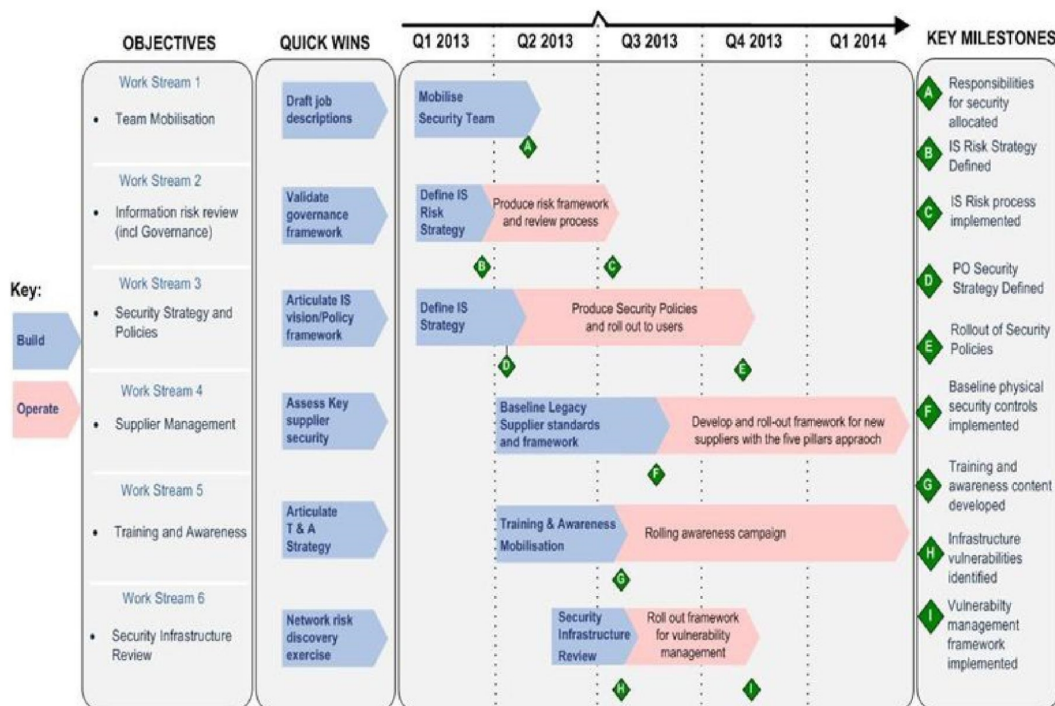 Q1 2013
Q2 2013
Q3 2013
Q4 2013
Q1 2014
OBJECTIVES
QUICK WINS
KEY MILESTONES
Key:
Build
Operate
Work Stream 1
• Team Mobilisation
Draft job
descriptions
Mobilise
Security Team
A
Work Stream 2
• Information risk review
(incl Governance)
Validate
governance
framework
Define IS
Risk
Strategy
Produce risk framework
and review process
B
C
Work Stream 3
• Security Strategy and
Policies
Articulate IS
vision/Policy
framework
Define IS
Strategy
Produce Security Policies
and roll out to users
D
E
Work Stream 4
• Supplier Management
Assess Key
supplier
security
Baseline Legacy
Supplier standards
and framework
Develop and roll-out framework for new
suppliers with the five pillars appraoch
F
Work Stream 5
• Training and Awareness
Articulate
T & A
Strategy
Training & Awareness
Mobilisation
Rolling awareness campaign
G
Work Stream 6
• Security Infrastructure
Review
Network risk
discovery
exercise
Security
Infrastructure
Review
Roll out framework
for vulnerability
management
H
I
A Responsibilities
for security
allocated
B IS Risk Strategy
Defined
C IS Risk process
implemented
D PO Security
Strategy Defined
E Rollout of Security
Policies
F Baseline physical
security controls
implemented
G Training and
awareness content
developed
H Infrastructure
vulnerabilities
identified
I Vulnerabilty
management
framework
implemented